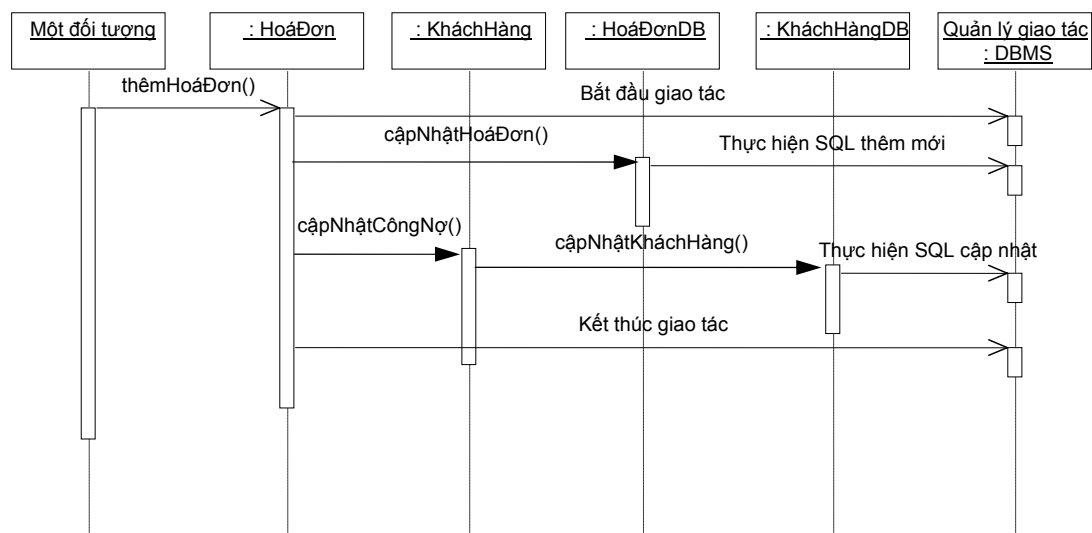 Một đối tượng
: HoáĐơn
: KháchHàng
: HoáĐơnDB
: KháchHàngDB
Quản lý giao tác
: DBMS
thêmHoáĐơn()
Bắt đầu giao tác
cậpNhậtHoáĐơn()
Thực hiện SQL thêm mới
cậpNhậtCôngNợ()
cậpNhậtKháchHàng()
Thực hiện SQL cập nhật
Kết thúc giao tác